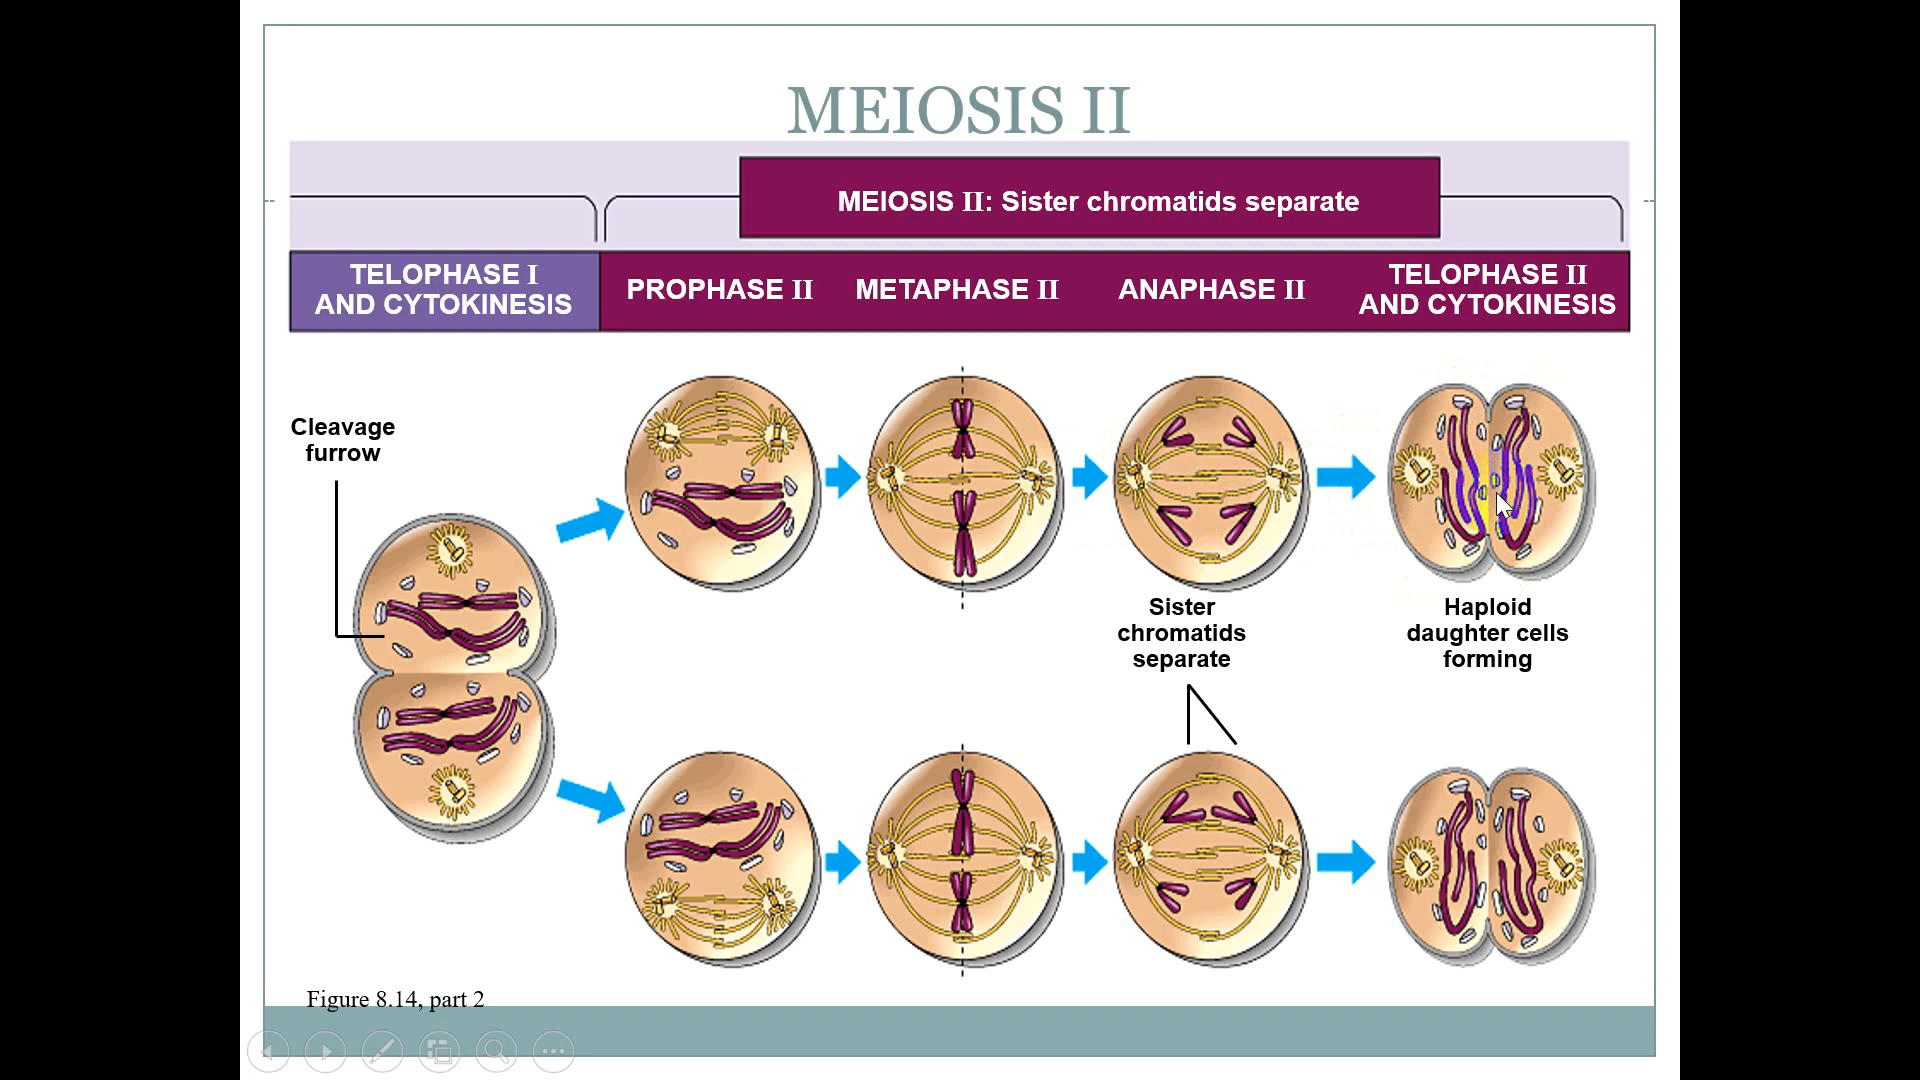 MEIOSIS II
MEIOSIS II: Sister chromatids separate
TELOPHASE I
AND CYTOKINESIS
PROPHASE II
METAPHASE II
ANAPHASE II
TELOPHASE II
AND CYTOKINESIS
Cleavage
furrow
Sister
chromatids
separate
Haploid
daughter cells
forming
Figure 8.14, part 2